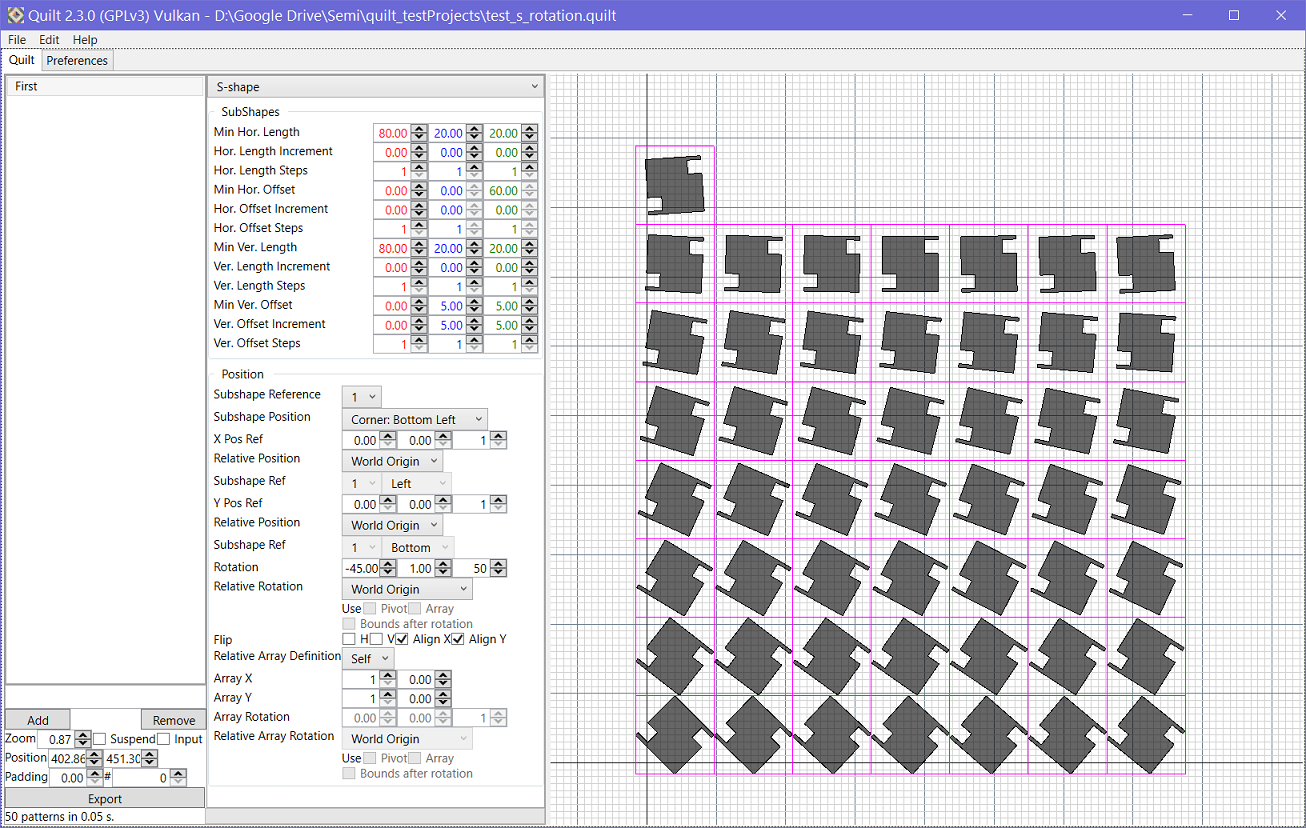 Quilt 2.3.0 (GPLv3) Vulkan - D:\Google Drive\Semi\quilt_testProjects\test_s_rotation.quilt
File Edit Help
Quilt Preferences
First
S-shape
SubShapes
Min Hor. Length 80.00 20.00 20.00
Hor. Length Increment 0.00 0.00 0.00
Hor. Length Steps 1 1 1
Min Hor. Offset 0.00 0.00 60.00
Hor. Offset Increment 0.00 0.00 0.00
Hor. Offset Steps 1 1 1
Min Ver. Length 80.00 20.00 20.00
Ver. Length Increment 0.00 0.00 0.00
Ver. Length Steps 1 1 1
Min Ver. Offset 0.00 5.00 5.00
Ver. Offset Increment 0.00 5.00 5.00
Ver. Offset Steps 1 1 1
Position
Subshape Reference 1
Subshape Position Corner: Bottom Left
X Pos Ref 0.00 0.00 1
Relative Position World Origin
Subshape Ref 1 Left
Y Pos Ref 0.00 0.00 1
Relative Position World Origin
Subshape Ref 1 Bottom
Rotation -45.00 1.00 50
Relative Rotation World Origin
Use Pivot Array
Bounds after rotation
Flip H V Align X Align Y
Relative Array Definition Self
Array X 1 0.00
Array Y 1 0.00
Array Rotation 0.00 0.00 1
Relative Array Rotation World Origin
Use Pivot Array
Bounds after rotation
Add Remove
Zoom 0.87 Suspend Input
Position 402.86 451.30
Padding 0.00 # 0
Export
50 patterns in 0.05 s.